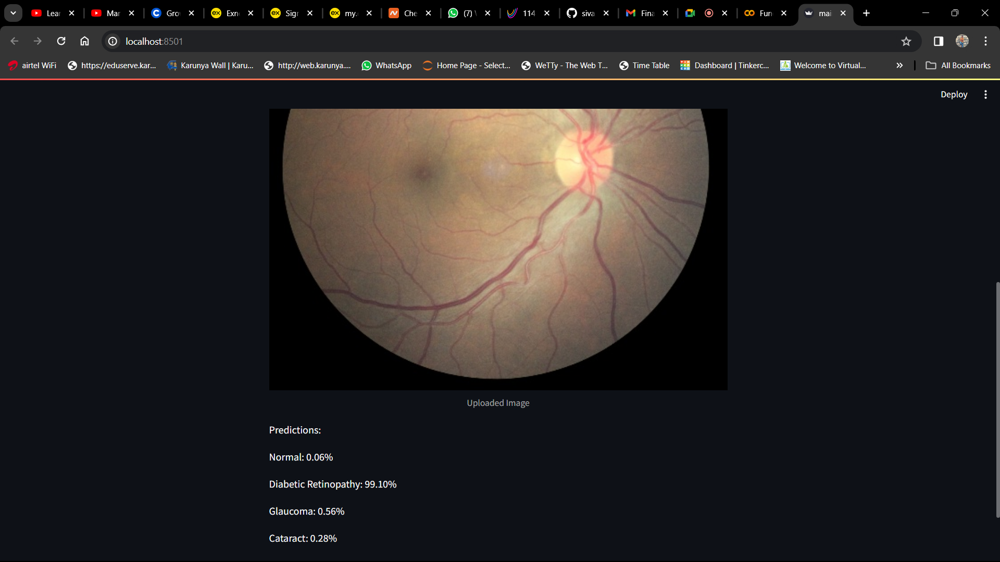 Lear
Mar
Gro
Exn
Sigr
my.
Che
(7) \
114
siva
Fina
Fun
mai
localhost:8501
airtel WiFi
https://eduserve.kar...
Karunya Wall | Karu...
http://web.karunya....
WhatsApp
Home Page - Select...
WeTTy - The Web T...
Time Table
Dashboard | Tinkerc...
Welcome to Virtual...
All Bookmarks
Deploy
Uploaded Image
Predictions:
Normal: 0.06%
Diabetic Retinopathy: 99.10%
Glaucoma: 0.56%
Cataract: 0.28%